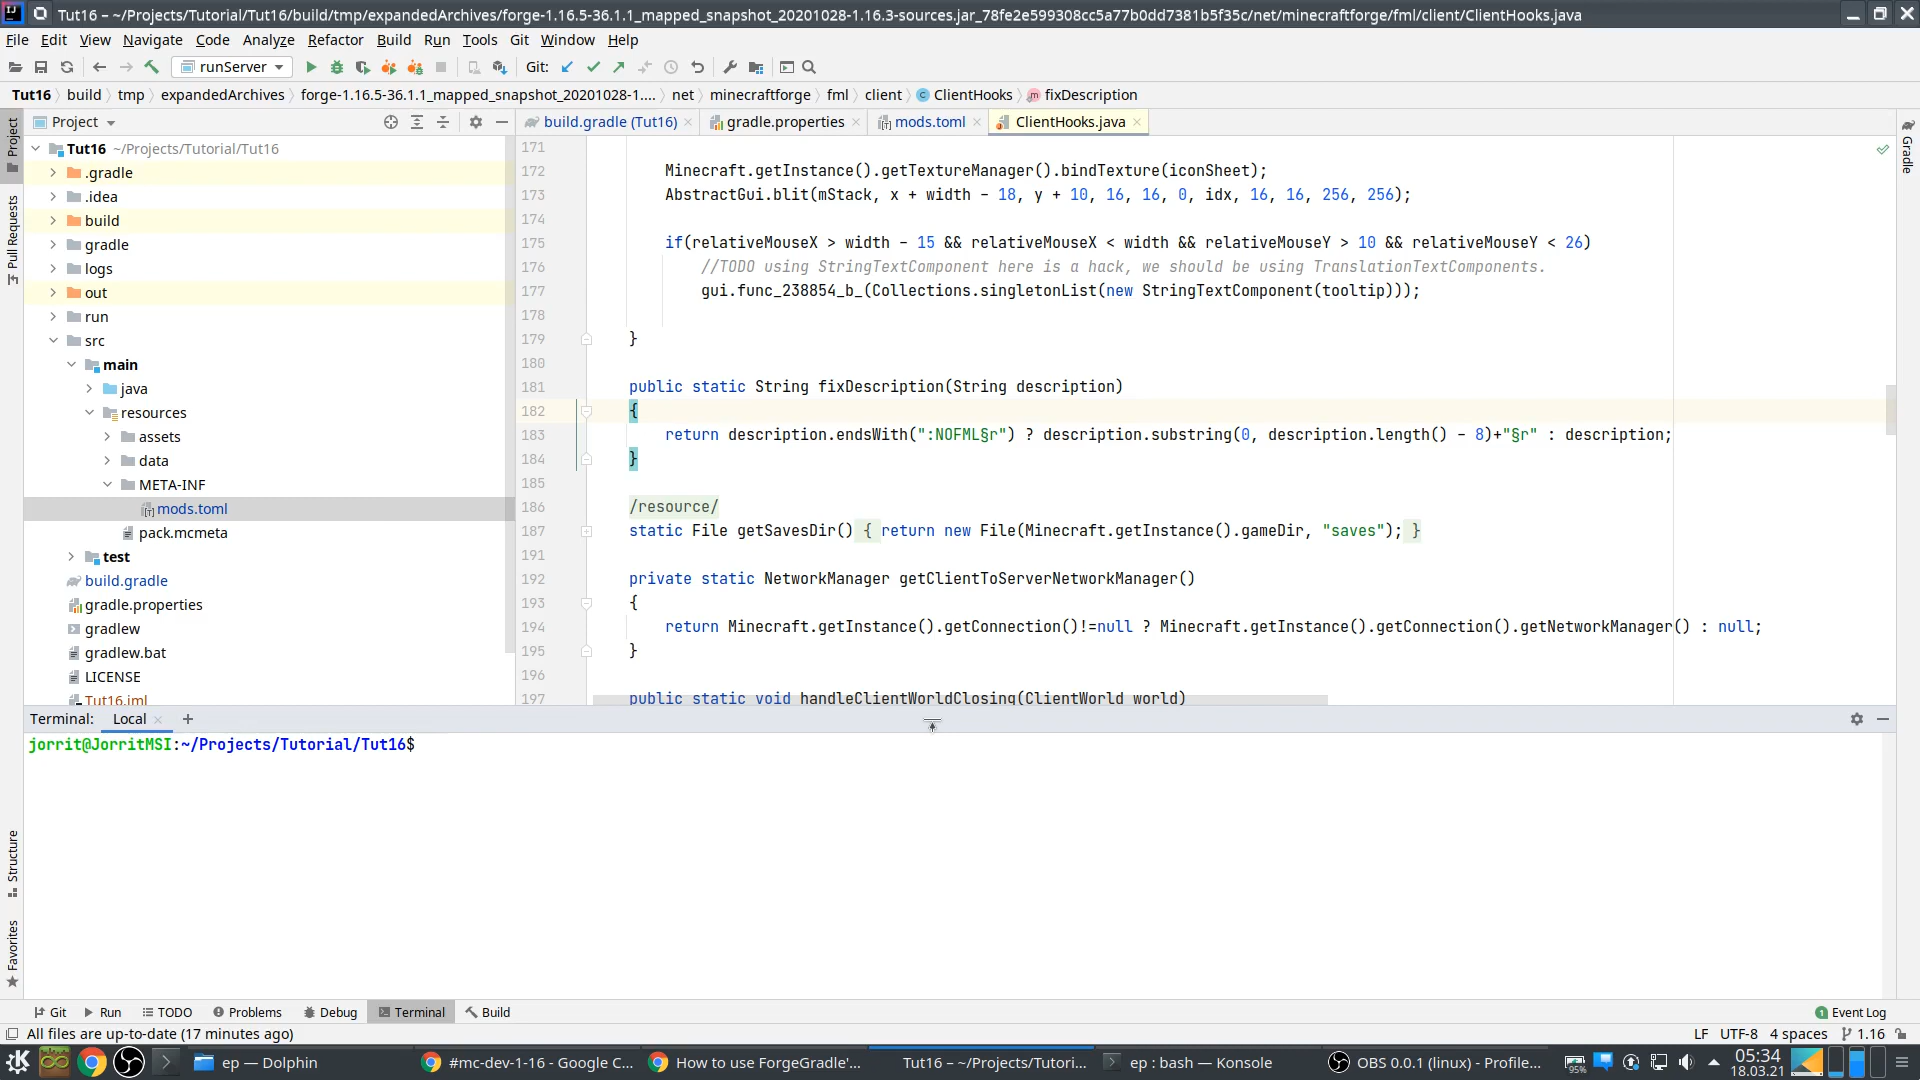 Tut16 – ~/Projects/Tutorial/Tut16/build/tmp/expandedArchives/forge-1.16.5-36.1.1_mapped_snapshot_20201028-1.16.3-sources.jar_78fe2e599308cc5a77b0dd7381b5f35c/net/minecraftforge/fml/client/ClientHooks.java
File Edit View Navigate Code Analyze Refactor Build Run Tools Git Window Help
runServer Git:
Tut16 build tmp expandedArchives forge-1.16.5-36.1.1_mapped_snapshot_20201028-1.... net minecraftforge fml client ClientHooks fixDescription
Project
build.gradle (Tut16) gradle.properties mods.toml ClientHooks.java
Project
Pull Requests
Structure
Favorites
Gradle
Tut16 ~/Projects/Tutorial/Tut16
.gradle
.idea
build
gradle
logs
out
run
src
main
java
resources
assets
data
META-INF
mods.toml
pack.mcmeta
test
build.gradle
gradle.properties
gradlew
gradlew.bat
LICENSE
Tut16.iml
171
172 Minecraft.getInstance().getTextureManager().bindTexture(iconSheet);
173 AbstractGui.blit(mStack, x + width - 18, y + 10, 16, 16, 0, idx, 16, 16, 256, 256);
174
175 if(relativeMouseX > width - 15 && relativeMouseX < width && relativeMouseY > 10 && relativeMouseY < 26)
176 //TODO using StringTextComponent here is a hack, we should be using TranslationTextComponents.
177 gui.func_238854_b_(Collections.singletonList(new StringTextComponent(tooltip)));
178
179 }
180
181 public static String fixDescription(String description)
182 {
183 return description.endsWith(":NOFML§r") ? description.substring(0, description.length() - 8)+"§r" : description;
184 }
185
186 /resource/
187 static File getSavesDir() { return new File(Minecraft.getInstance().gameDir, "saves"); }
191
192 private static NetworkManager getClientToServerNetworkManager()
193 {
194 return Minecraft.getInstance().getConnection()!=null ? Minecraft.getInstance().getConnection().getNetworkManager() : null;
195 }
196
197 public static void handleClientWorldClosing(ClientWorld world)
Terminal: Local
jorrit@JorritMSI:~/Projects/Tutorial/Tut16$
Git Run TODO Problems Debug Terminal Build
1 Event Log
All files are up-to-date (17 minutes ago)
LF UTF-8 4 spaces 1.16
ep — Dolphin
#mc-dev-1-16 - Google C...
How to use ForgeGradle'...
Tut16 – ~/Projects/Tutori...
ep : bash — Konsole
OBS 0.0.1 (linux) - Profile...
95%
05:34
18.03.21